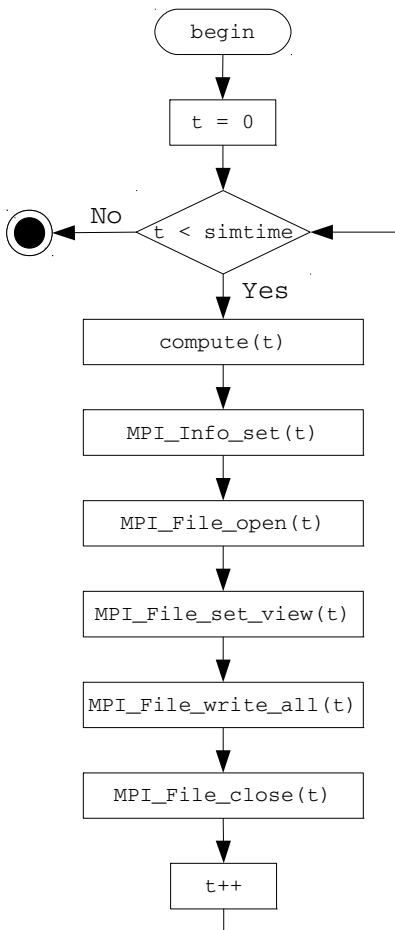 begin
t = 0
t < simtime
No
Yes
compute(t)
MPI_Info_set(t)
MPI_File_open(t)
MPI_File_set_view(t)
MPI_File_write_all(t)
MPI_File_close(t)
t++